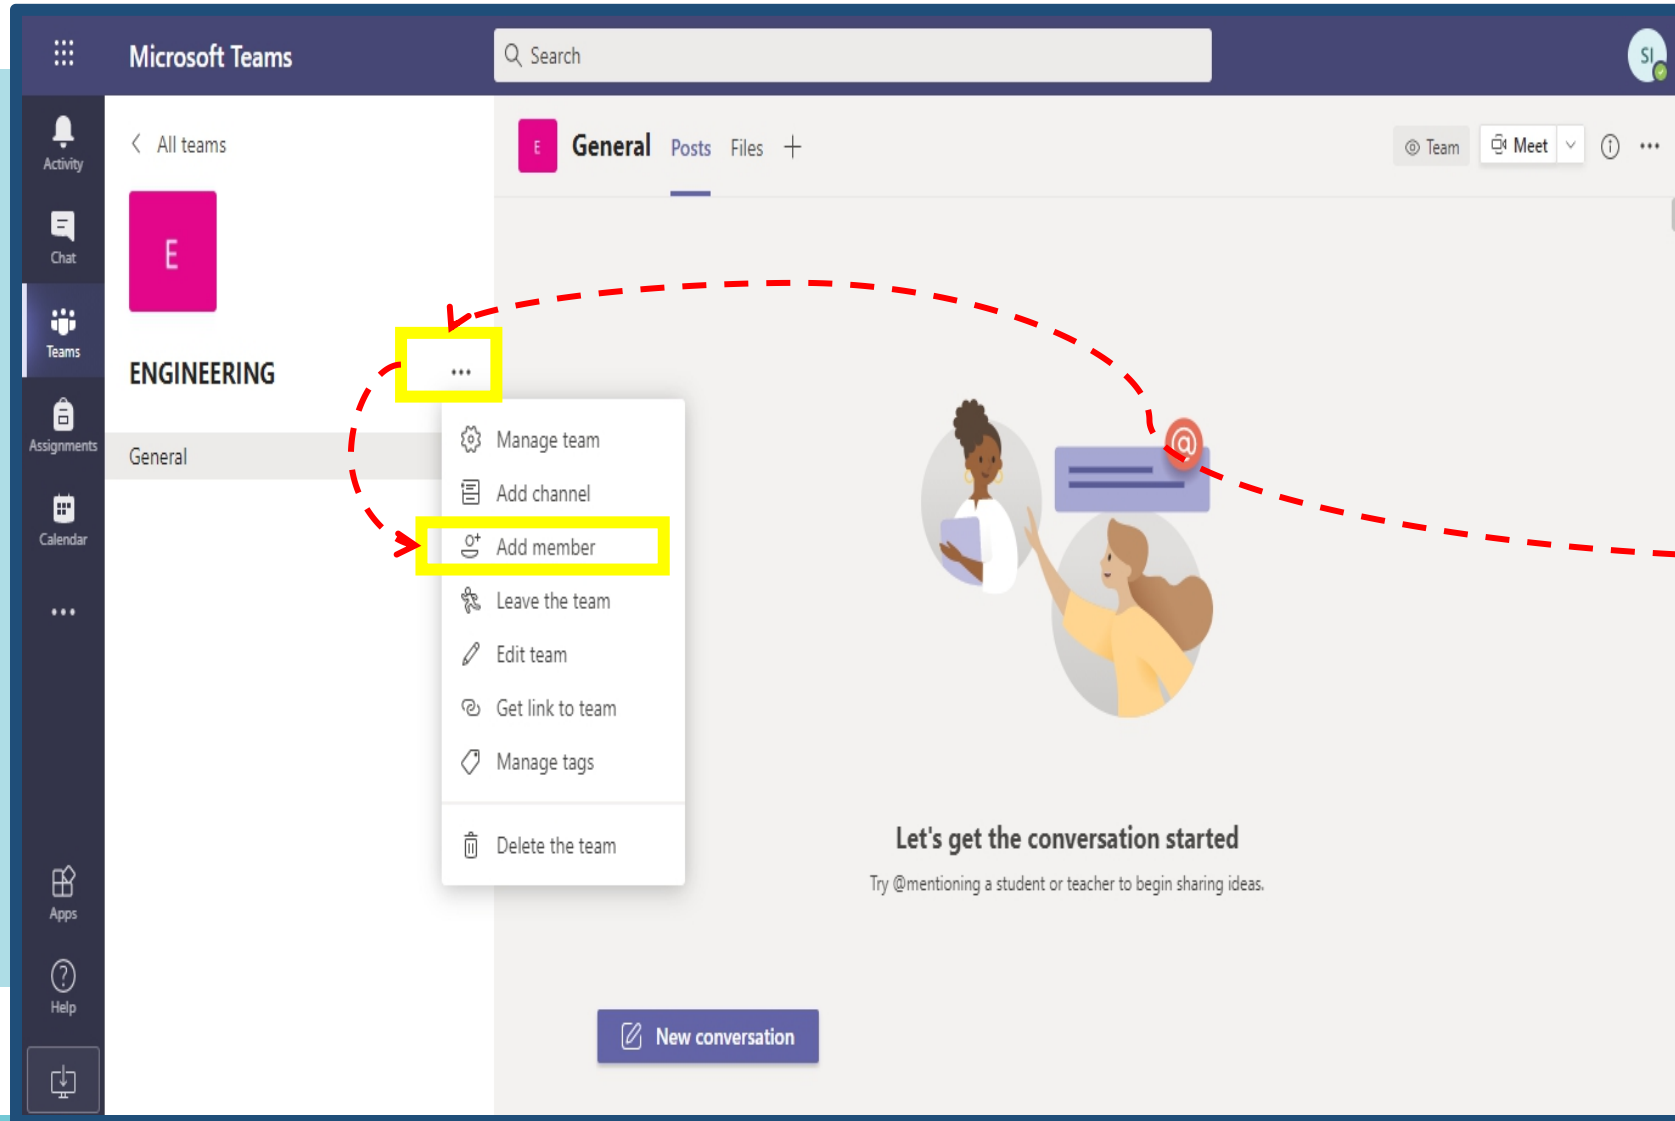 Microsoft Teams
Search
SI
Activity
Chat
Teams
Assignments
Calendar
Apps
Help
All teams
E
ENGINEERING
General
Manage team
Add channel
Add member
Leave the team
Edit team
Get link to team
Manage tags
Delete the team
E
General Posts Files
Team
Meet
@
Let's get the conversation started
Try @mentioning a student or teacher to begin sharing ideas.
New conversation